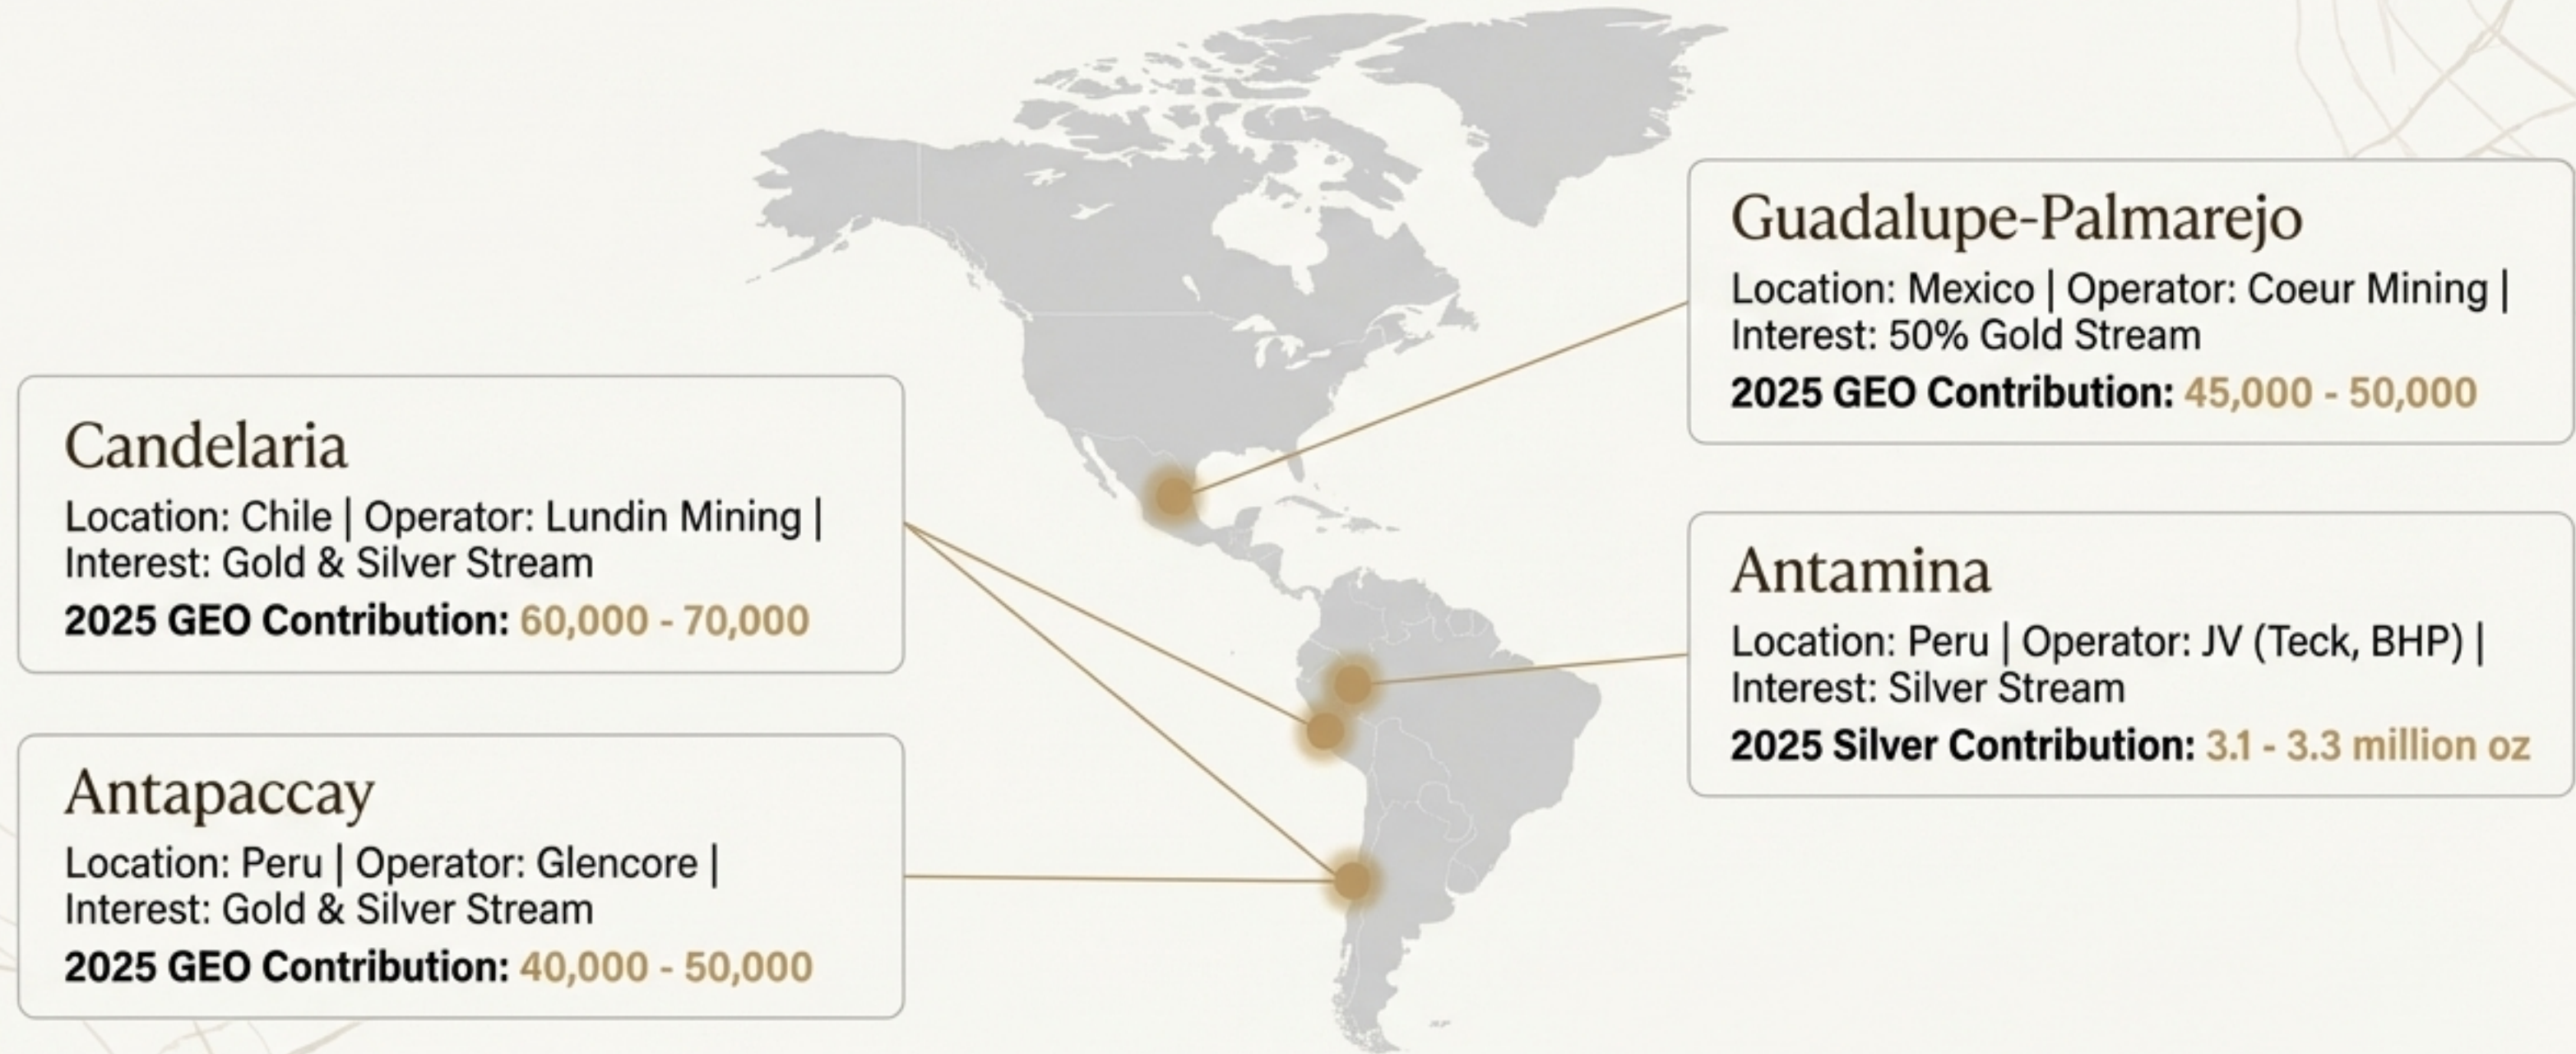 Candelaria
Location: Chile | Operator: Lundin Mining |
Interest: Gold & Silver Stream
2025 GEO Contribution: 60,000 - 70,000
Antapaccay
Location: Peru | Operator: Glencore |
Interest: Gold & Silver Stream
2025 GEO Contribution: 40,000 - 50,000
Guadalupe-Palmarejo
Location: Mexico | Operator: Coeur Mining |
Interest: 50% Gold Stream
2025 GEO Contribution: 45,000 - 50,000
Antamina
Location: Peru | Operator: JV (Teck, BHP) |
Interest: Silver Stream
2025 Silver Contribution: 3.1 - 3.3 million oz